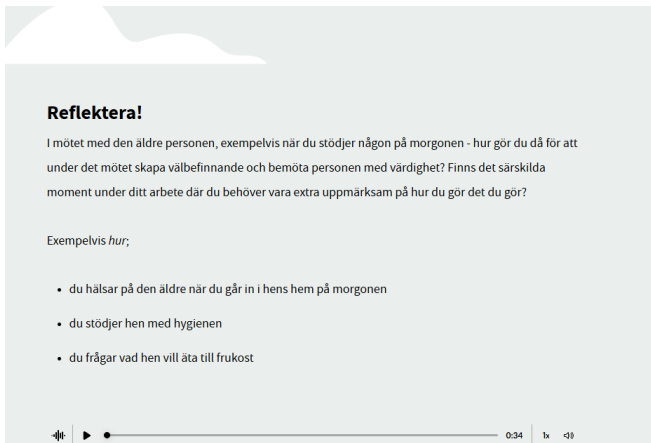 Reflektera!
I mötet med den äldre personen, exempelvis när du stödjer någon på morgonen - hur gör du då för att
under det mötet skapa välbefinnande och bemöta personen med värdighet? Finns det särskilda
moment under ditt arbete där du behöver vara extra uppmärksam på hur du gör det du gör?
Exempelvis hur;
• du hälsar på den äldre när du går in i hens hem på morgonen
• du stödjer hen med hygienen
• du frågar vad hen vill äta till frukost
0:34 1x